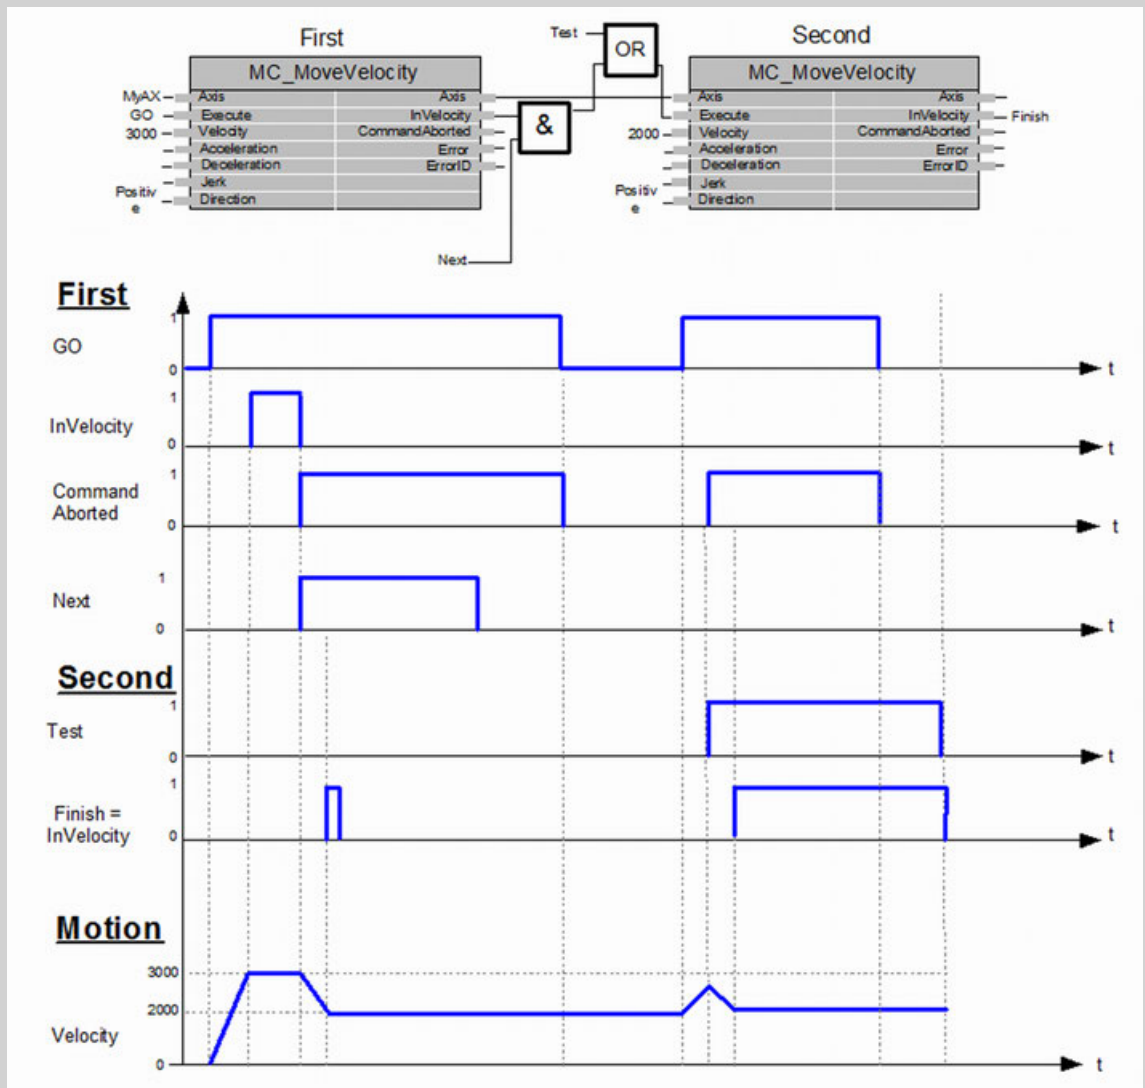 First
Test
OR
Second
MC_MoveVelocity
MC_MoveVelocity
MyAX
Axis
Axis
Axis
Axis
GO
Execute
InVelocity
&
Execute
InVelocity
Finish
3000
Velocity
CommandAborted
2000
Velocity
CommandAborted
Acceleration
Error
Acceleration
Error
Deceleration
ErrorID
Deceleration
ErrorID
Positiv
e
Jerk
Positiv
e
Jerk
Direction
Direction
Next
First
1
GO
0
t
1
InVelocity
0
t
1
Command
Aborted
0
t
1
Next
0
t
Second
1
Test
0
t
1
Finish =
InVelocity
0
t
Motion
3000
2000
Velocity
0
t